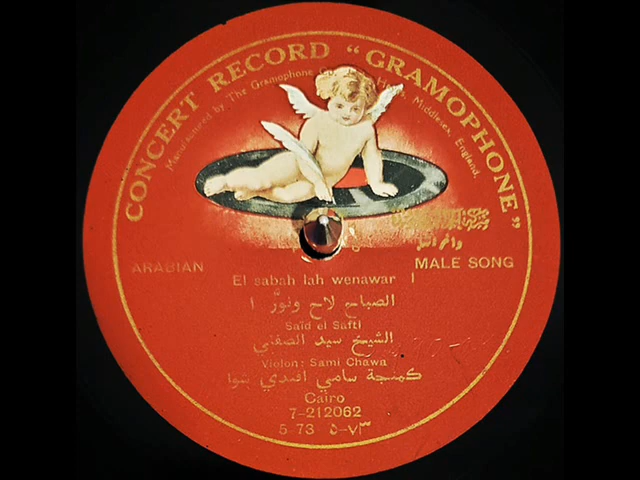 CONCERT RECORD "GRAMOPHONE"
Manufactured by The Gramophone Hayes, Middlesex, England.
ARABIAN
MALE SONG
El sabah lah wenawar I
الصباح لاح ونوّر ١
Saïd el Safti
الشيخ سيد الصفتي
Violon: Sami Chawa
كمنجة سامي افندي شوا
Cairo
7-212062
5-73 ٥-٧٣